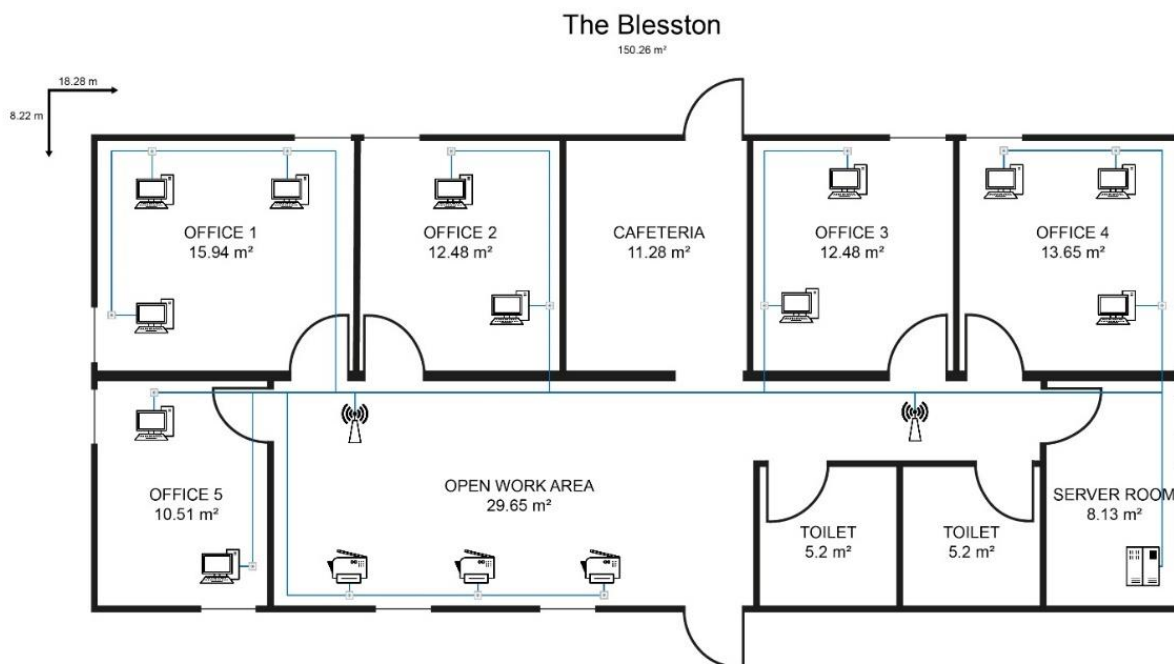 The Blesston
150.26 m²
18.28 m
8.22 m
OFFICE 1
15.94 m²
OFFICE 2
12.48 m²
CAFETERIA
11.28 m²
OFFICE 3
12.48 m²
OFFICE 4
13.65 m²
OFFICE 5
10.51 m²
OPEN WORK AREA
29.65 m²
TOILET
5.2 m²
TOILET
5.2 m²
SERVER ROOM
8.13 m²